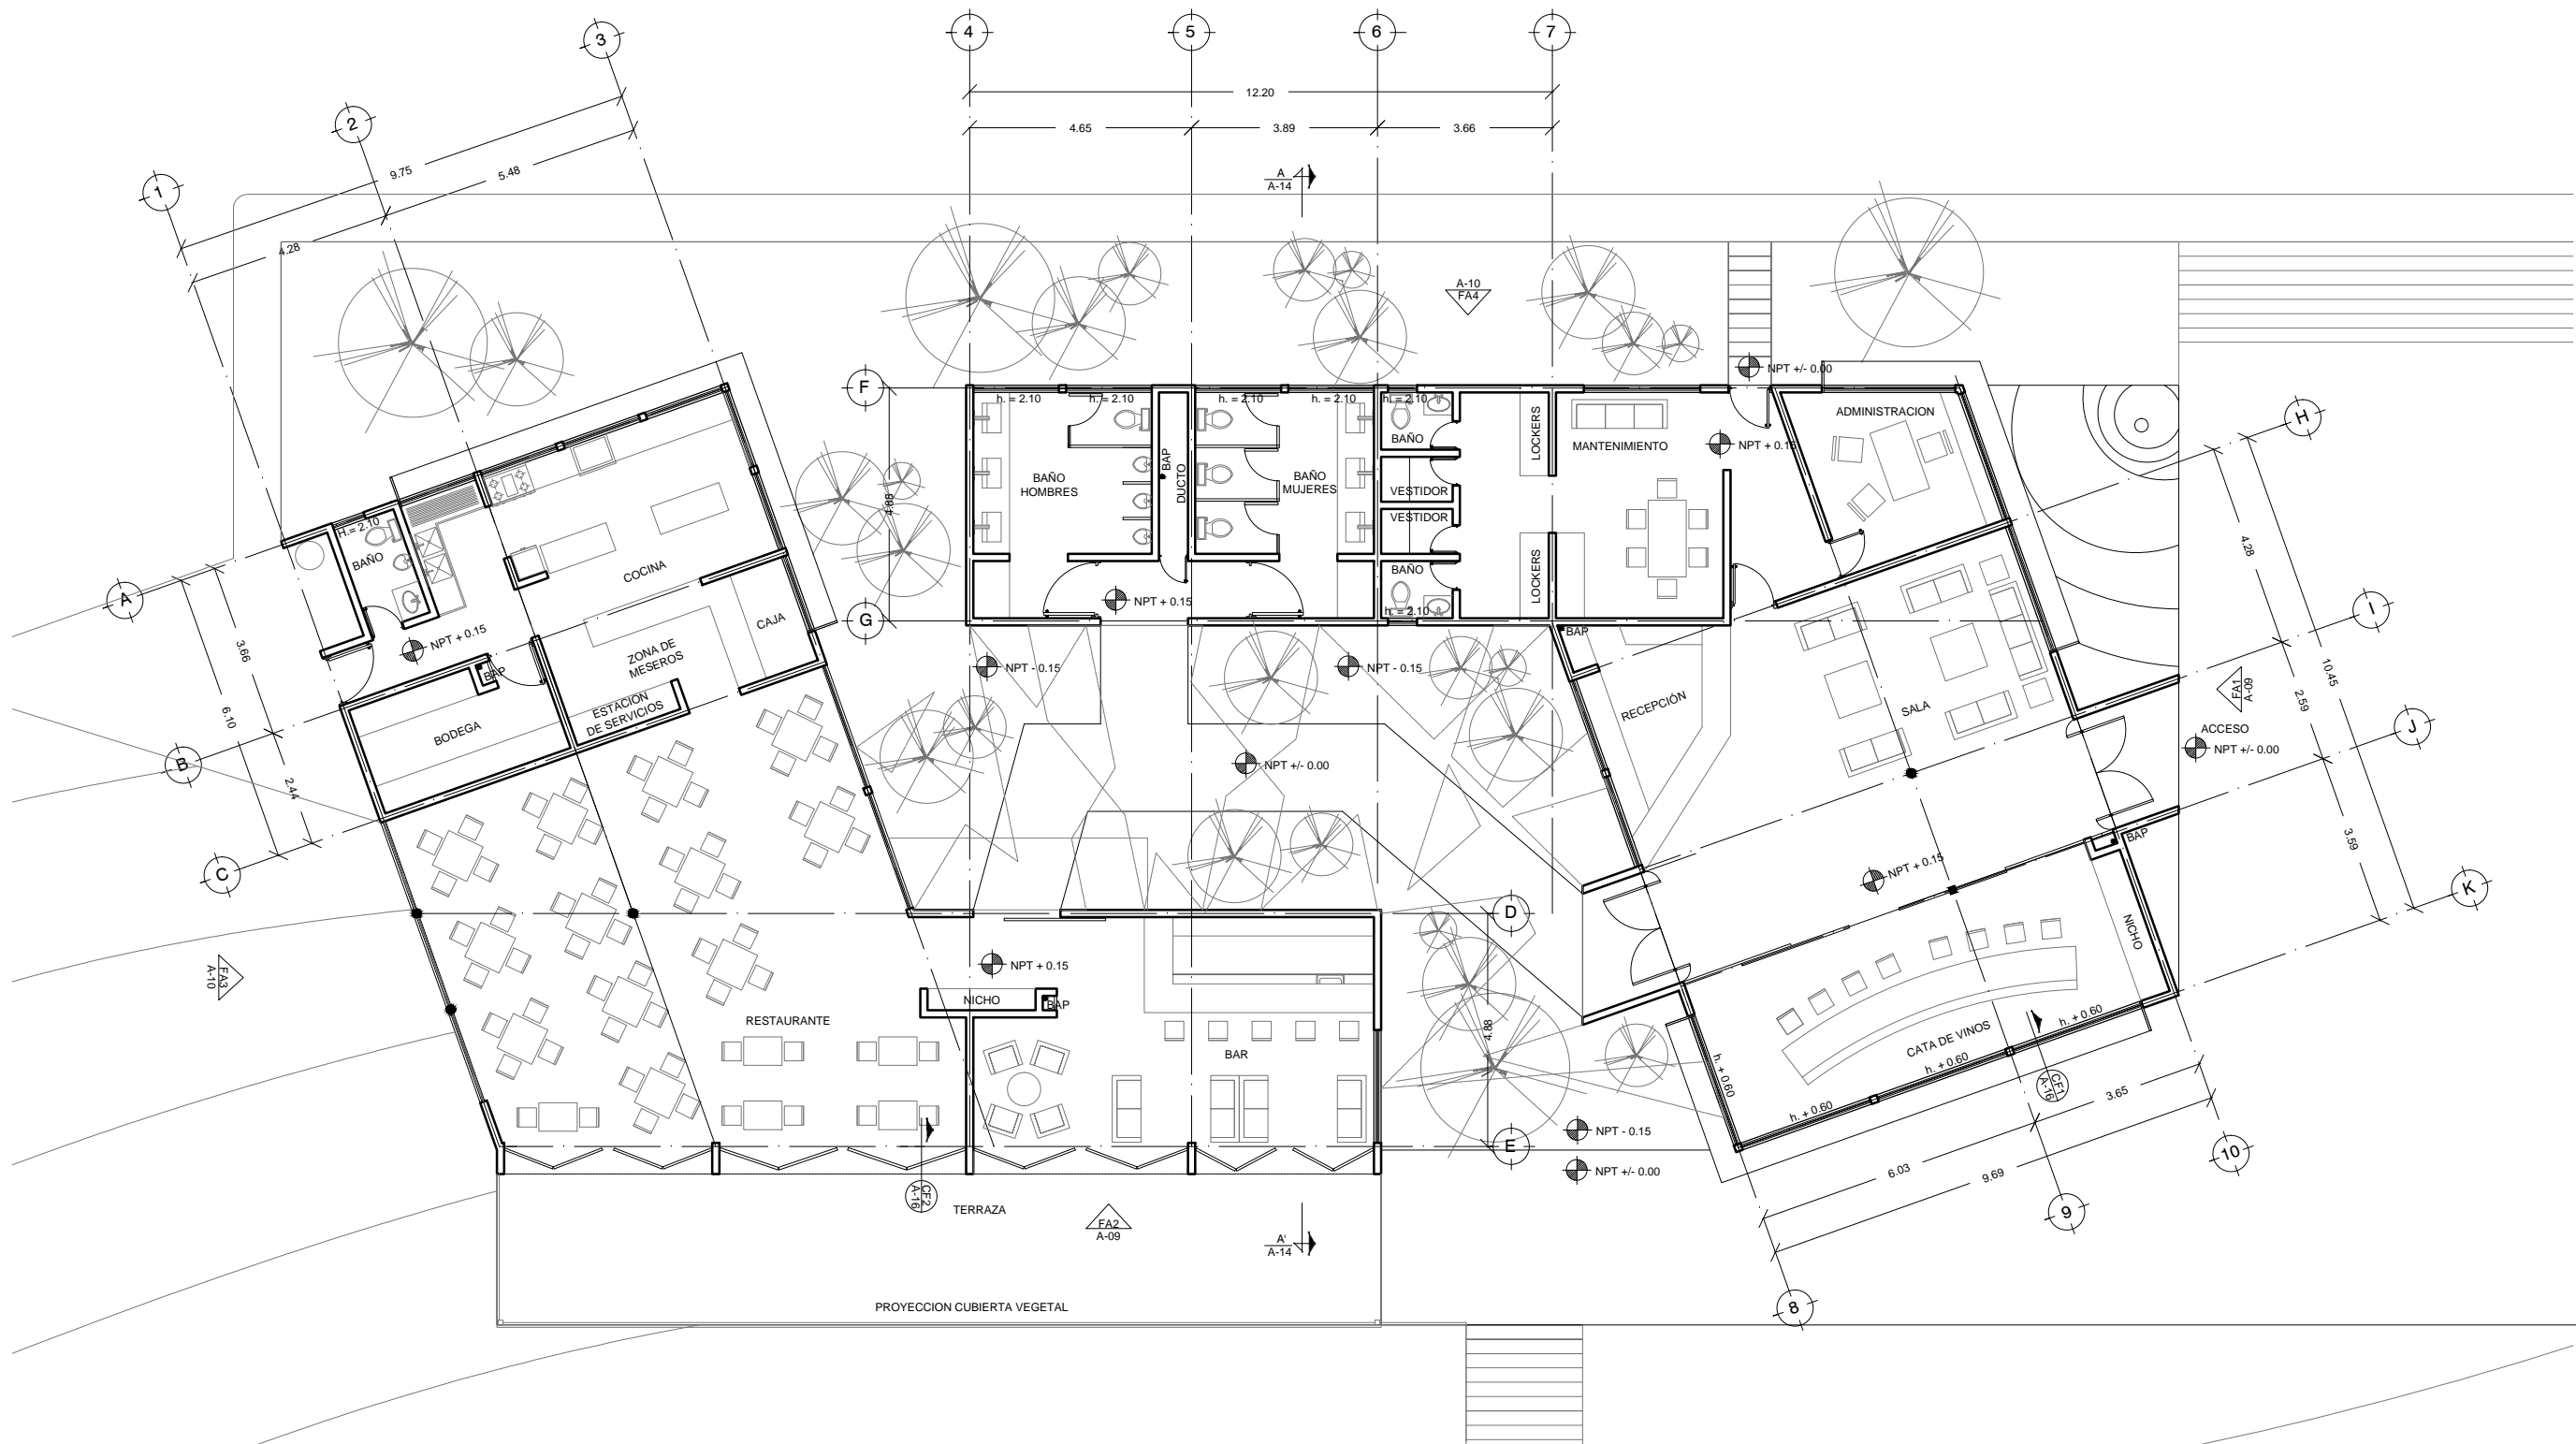 4
5
6
7
3
2
1
12.20
4.65
3.89
3.66
9.75
5.48
4.28
A
A-14
A-10
FA4
F
G
4.88
h. = 2.10
h. = 2.10
h. = 2.10
h. = 2.10
h. = 2.10
NPT +/- 0.00
ADMINISTRACION
H
BAÑO
HOMBRES
BAP
DUCTO
BAÑO
MUJERES
BAÑO
VESTIDOR
VESTIDOR
BAÑO
h. = 2.10
LOCKERS
LOCKERS
MANTENIMIENTO
NPT + 0.15
NPT + 0.15
H.= 2.10
BAÑO
COCINA
CAJA
ZONA DE
MESEROS
ESTACION
DE SERVICIOS
NPT + 0.15
BAP
BODEGA
A
B
C
3.66
6.10
2.44
NPT - 0.15
NPT - 0.15
NPT +/- 0.00
BAP
RECEPCIÓN
SALA
4.28
10.45
2.59
3.59
I
J
K
FA1
A-09
ACCESO
NPT +/- 0.00
BAP
NPT + 0.15
NICHO
D
E
4.88
FA3
A-10
NPT + 0.15
NICHO
BAP
RESTAURANTE
BAR
CATA DE VINOS
h. + 0.60
h. + 0.60
h. + 0.60
h. + 0.60
CF1
A-16
3.65
6.03
9.69
10
9
8
NPT - 0.15
NPT +/- 0.00
CF2
A-16
TERRAZA
FA2
A-09
A'
A-14
PROYECCION CUBIERTA VEGETAL